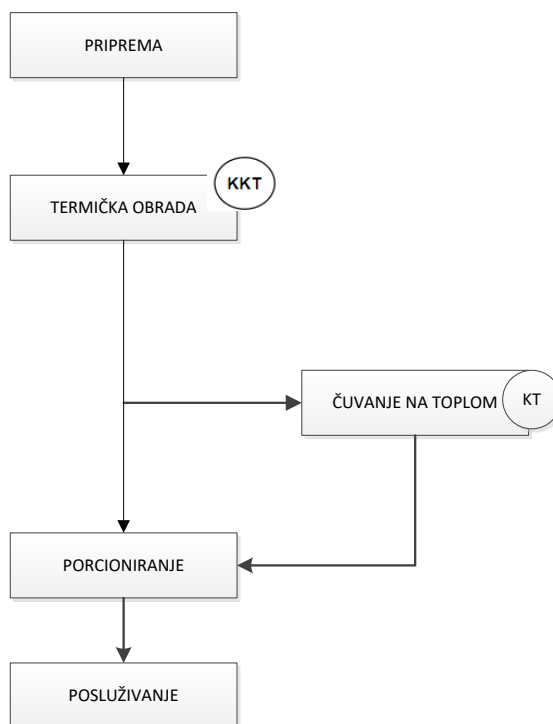 PRIPREMA
KKT
TERMIČKA OBRADA
ČUVANJE NA TOPLOM
KT
PORCIONIRANJE
POSLUŽIVANJE